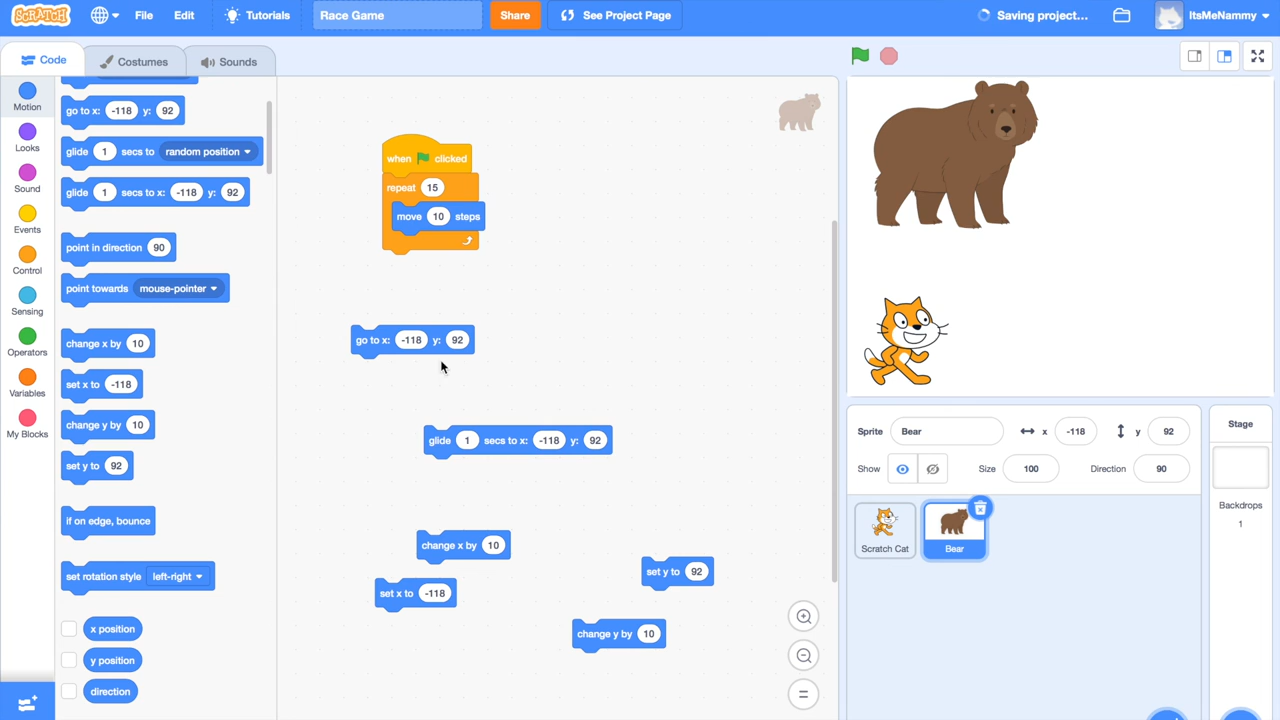 SCRATCH File Edit Tutorials Race Game Share See Project Page Saving project... ItsMeNammy
Code Costumes Sounds
Motion
Looks
Sound
Events
Control
Sensing
Operators
Variables
My Blocks
go to x: -118 y: 92
glide 1 secs to random position
glide 1 secs to x: -118 y: 92
point in direction 90
point towards mouse-pointer
change x by 10
set x to -118
change y by 10
set y to 92
if on edge, bounce
set rotation style left-right
x position
y position
direction
when clicked
repeat 15
move 10 steps
go to x: -118 y: 92
glide 1 secs to x: -118 y: 92
change x by 10
set x to -118
set y to 92
change y by 10
Sprite Bear x -118 y 92
Show Size 100 Direction 90
Scratch Cat
Bear
Stage
Backdrops
1